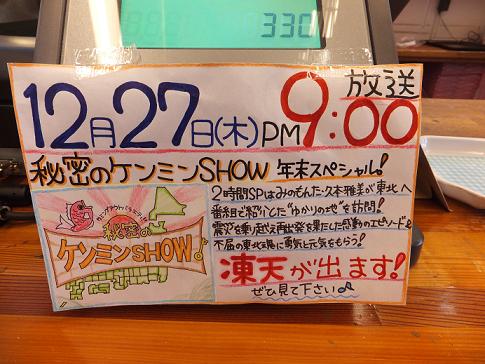 330
12月27日(木)PM9:00放送
秘密のケンミンSHOW 年末スペシャル!
2時間SPはみのもんた・久本雅美が東北へ
番組で紹介した"ゆかりの地"を訪問!
震災を乗り越え再出発を果たした感動のエピソードと
不屈の東北魂に勇気と元気をもらう!
凍天が出ます!
ぜひ見て下さい♪
秘密の
ケンミンSHOW